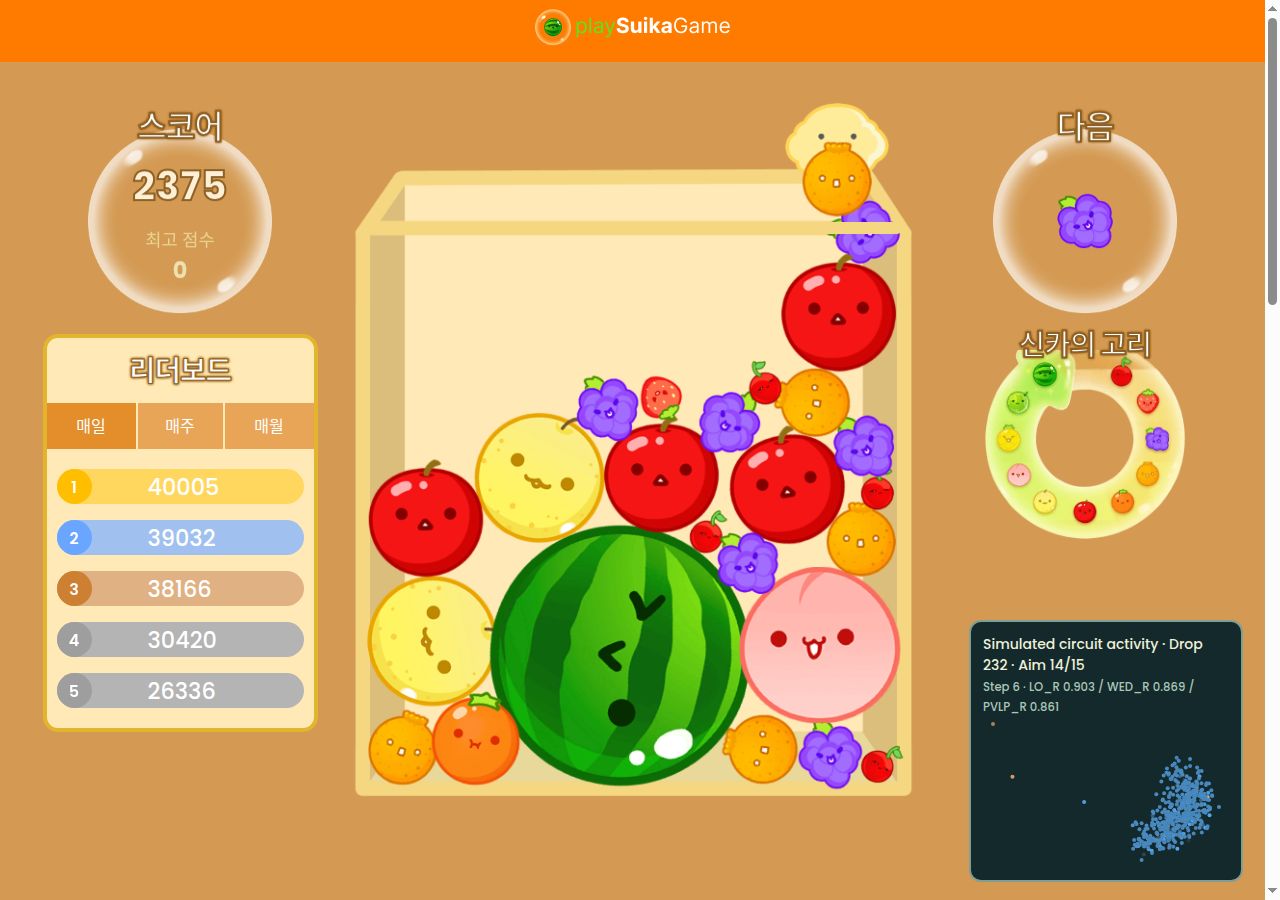 playSuikaGame
스코어
2375
최고 점수
0
리더보드
매일 매주 매월
1 40005
2 39032
3 38166
4 30420
5 26336
다음
신카의 고리
Simulated circuit activity · Drop
232 · Aim 14/15
Step 6 · LO_R 0.903 / WED_R 0.869 /
PVLP_R 0.861